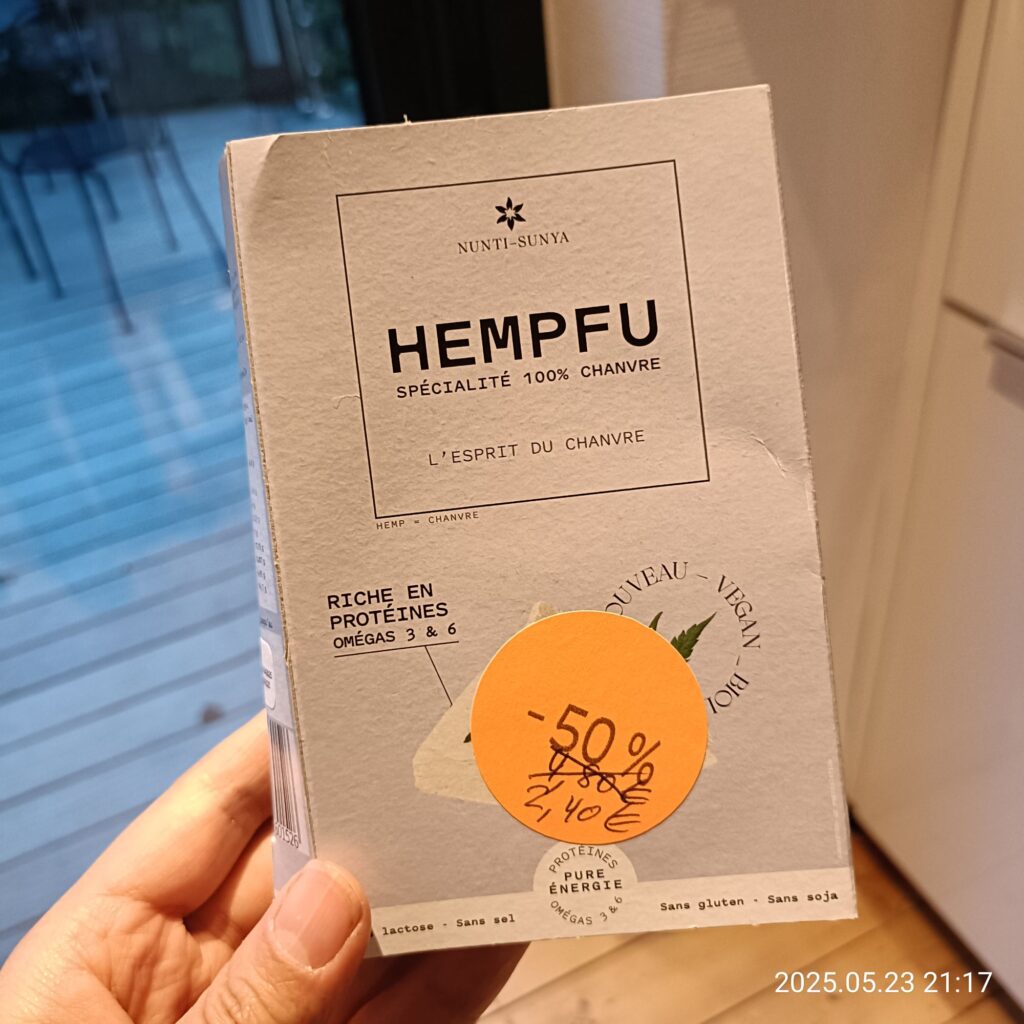 NUNTI-SUNYA
HEMPFU
SPÉCIALITÉ 100% CHANVRE
L'ESPRIT DU CHANVRE
HEMP = CHANVRE
RICHE EN
PROTÉINES
OMÉGAS 3 & 6
OUVEAU – VEGAN – BIO
-50%
4,80 €
2,40 €
PROTÉINES
PURE
ÉNERGIE
OMÉGAS 3 & 6
lactose - Sans sel
Sans gluten - Sans soja
2025.05.23 21:17